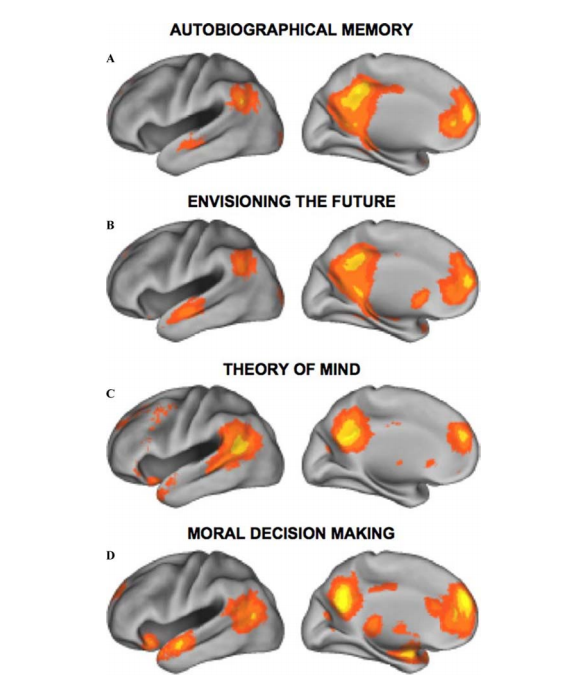 AUTOBIOGRAPHICAL MEMORY
A
ENVISIONING THE FUTURE
B
THEORY OF MIND
C
MORAL DECISION MAKING
D